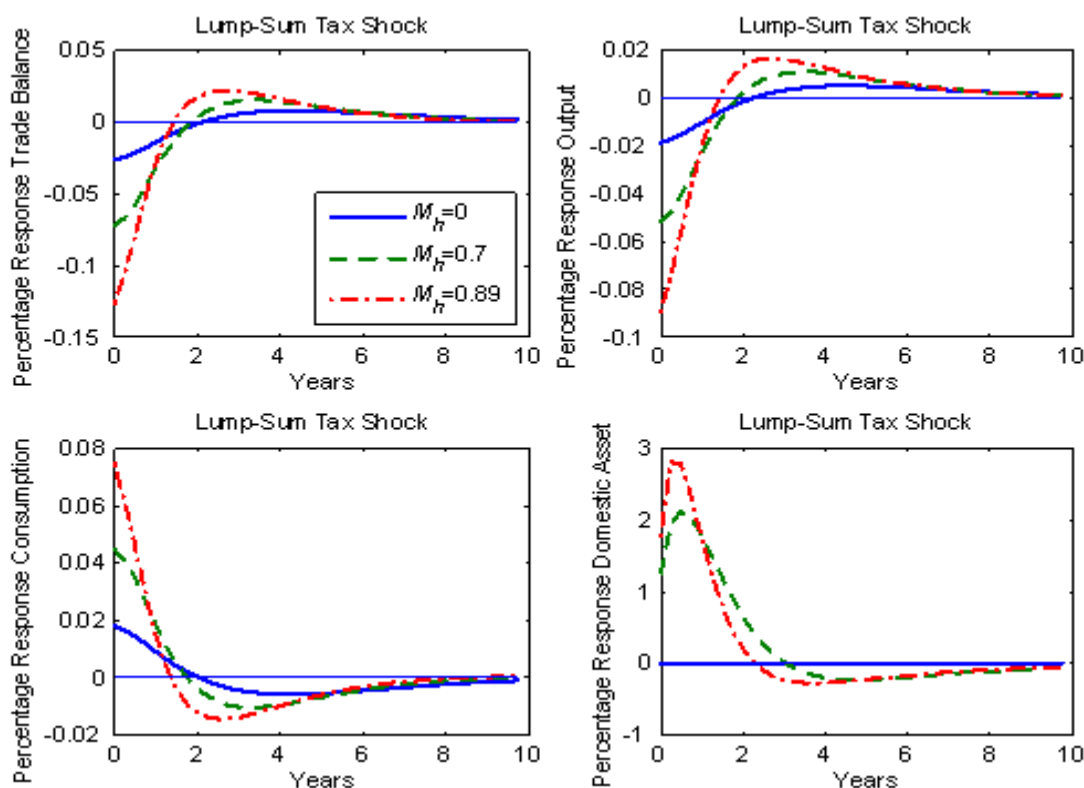 Lump-Sum Tax Shock
Percentage Response Trade Balance
0.05
0
-0.05
-0.1
-0.15
M_h=0
M_h=0.7
M_h=0.89
0 2 4 6 8 10
Years
Lump-Sum Tax Shock
Percentage Response Output
0.02
0
-0.02
-0.04
-0.06
-0.08
-0.1
0 2 4 6 8 10
Years
Lump-Sum Tax Shock
Percentage Response Consumption
0.08
0.06
0.04
0.02
0
-0.02
0 2 4 6 8 10
Years
Lump-Sum Tax Shock
Percentage Response Domestic Asset
3
2
1
0
-1
0 2 4 6 8 10
Years